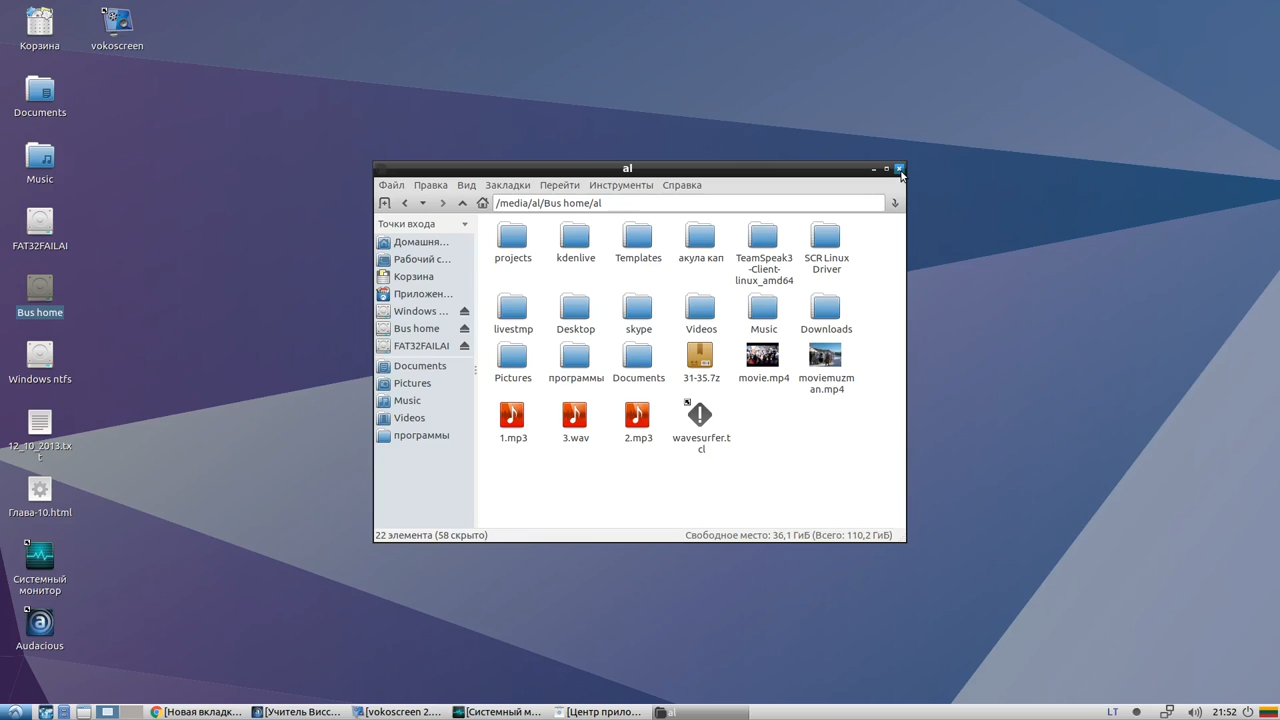 Корзина
vokoscreen
Documents
Music
FAT32FAILAI
Bus home
Windows ntfs
12_10_2013.tx
t
Глава-10.html
Системный
монитор
Audacious
al
Файл Правка Вид Закладки Перейти Инструменты Справка
/media/al/Bus home/al
Точки входа
Домашня...
Рабочий с...
Корзина
Приложен...
Windows ...
Bus home
FAT32FAILAI
Documents
Pictures
Music
Videos
программы
projects
kdenlive
Templates
акула кап
TeamSpeak3
-Client-
linux_amd64
SCR Linux
Driver
livestmp
Desktop
skype
Videos
Music
Downloads
Pictures
программы
Documents
31-35.7z
movie.mp4
moviemuzm
an.mp4
1.mp3
3.wav
2.mp3
wavesurfer.t
cl
22 элемента (58 скрыто)
Свободное место: 36,1 ГиБ (Всего: 110,2 ГиБ)
[Новая вкладк...
[Учитель Висс...
[vokoscreen 2....
[Системный м...
[Центр прило...
al
LT
21:52